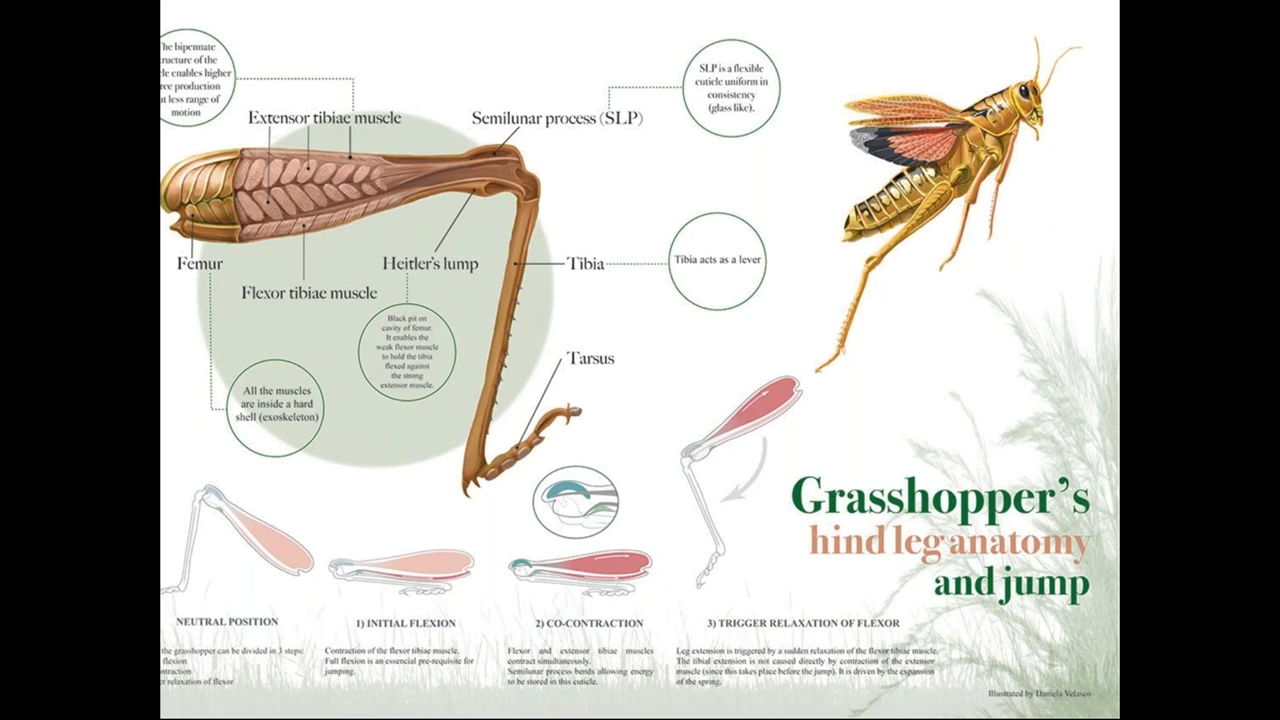 he bipennate
ructure of the
le enables higher
rce production
at less range of
motion
SLP is a flexible
cuticle uniform in
consistency
(glass like).
Extensor tibiae muscle
Semilunar process (SLP)
Femur
Heitler's lump
Tibia
Tibia acts as a lever
Flexor tibiae muscle
Black pit on
cavity of femur.
It enables the
weak flexor muscle
to hold the tibia
flexed against
the strong
extensor muscle.
Tarsus
All the muscles
are inside a hard
shell (exoskeleton)
Grasshopper's
hind leg anatomy
and jump
NEUTRAL POSITION
the grasshopper can be divided in 3 steps:
flexion
ntraction
er relaxation of flexor
1) INITIAL FLEXION
Contraction of the flexor tibiae muscle.
Full flexion is an essencial pre-requisite for
jumping.
2) CO-CONTRACTION
Flexor and extensor tibiae muscles
contract simultaneously.
Semilunar process bends allowing energy
to be stored in this cuticle.
3) TRIGGER RELAXATION OF FLEXOR
Leg extension is triggered by a sudden relaxation of the flexor tibiae muscle.
The tibial extension is not caused directly by contraction of the extensor
muscle (since this takes place before the jump). It is driven by the expansion
of the spring.
Illustrated by Daniela Velasco